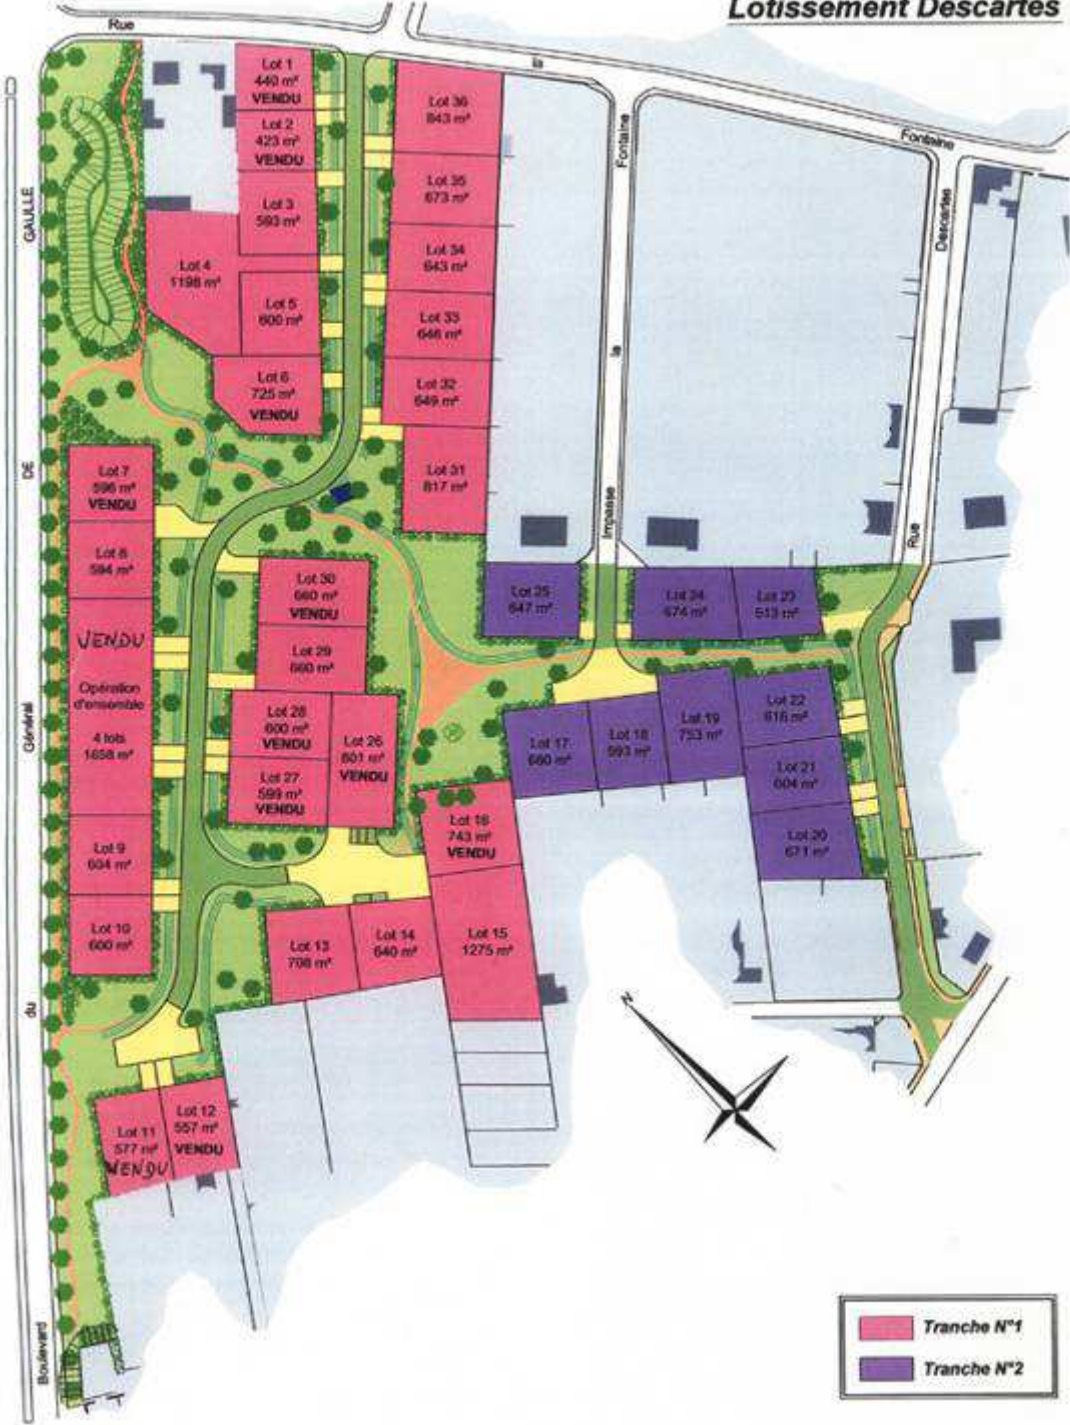 Lotissement Descartes
Rue
la
Fontaine
Lot 1
440 m²
VENDU
Lot 2
423 m²
VENDU
Lot 3
593 m²
Lot 4
1198 m²
Lot 5
600 m²
Lot 6
725 m²
VENDU
Lot 36
843 m²
Lot 35
673 m²
Lot 34
643 m²
Lot 33
646 m²
Lot 32
649 m²
Lot 31
817 m²
Lot 7
596 m²
VENDU
Lot 8
594 m²
VENDU
Opération
d'ensemble
4 lots
1658 m²
Lot 9
604 m²
Lot 10
600 m²
Lot 30
660 m²
VENDU
Lot 29
660 m²
Lot 28
600 m²
VENDU
Lot 27
599 m²
VENDU
Lot 26
601 m²
VENDU
Lot 25
647 m²
Lot 24
674 m²
Lot 23
513 m²
Lot 22
616 m²
Lot 21
604 m²
Lot 20
671 m²
Lot 19
753 m²
Lot 18
593 m²
Lot 17
660 m²
Lot 16
743 m²
VENDU
Lot 15
1275 m²
Lot 14
640 m²
Lot 13
708 m²
Lot 12
557 m²
VENDU
Lot 11
577 m²
VENDU
Impasse
la
Fontaine
Rue
Descartes
Boulevard
du
Général
DE
GAULLE
N
Tranche N°1
Tranche N°2